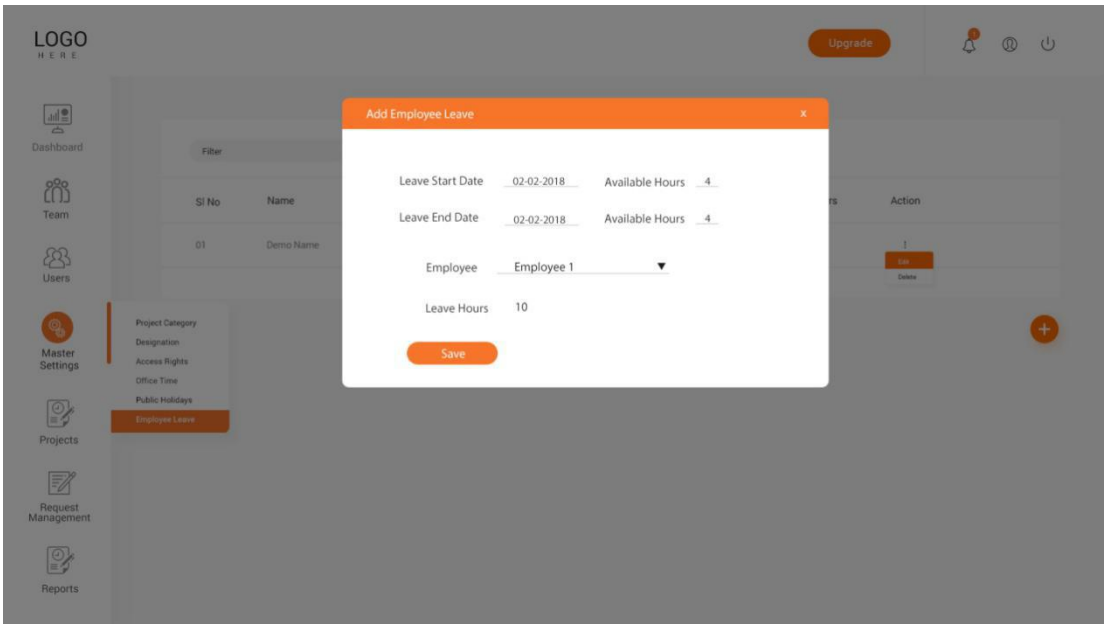 LOGO
HERE
Upgrade
1
Dashboard
Team
Users
Master
Settings
Projects
Request
Management
Reports
Project Category
Designation
Access Rights
Office Time
Public Holidays
Employee Leave
Filter
Sl No Name rs Action
01 Demo Name
Edit
Delete
Add Employee Leave x
Leave Start Date 02-02-2018 Available Hours 4
Leave End Date 02-02-2018 Available Hours 4
Employee Employee 1
Leave Hours 10
Save